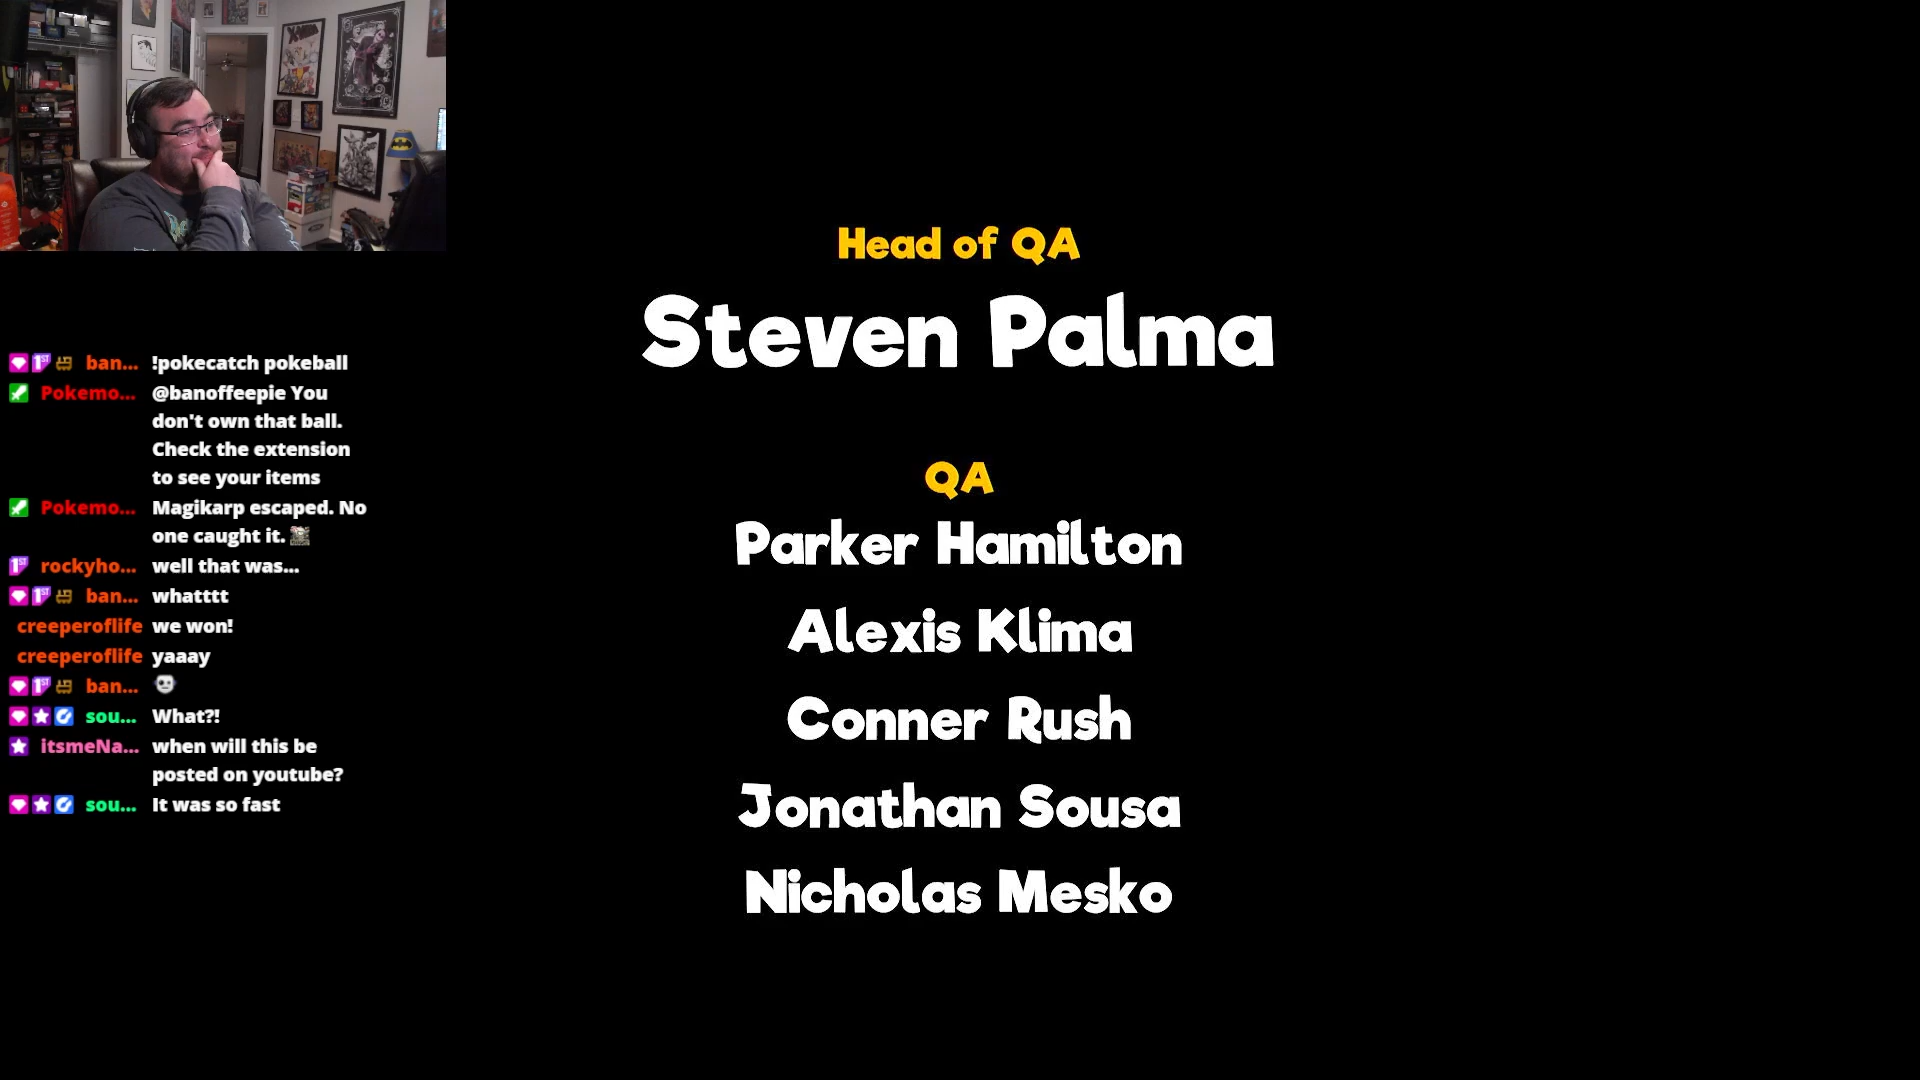 Head of QA
Steven Palma
QA
Parker Hamilton
Alexis Klima
Conner Rush
Jonathan Sousa
Nicholas Mesko
ban... !pokecatch pokeball
Pokemo... @banoffeepie You
don't own that ball.
Check the extension
to see your items
Pokemo... Magikarp escaped. No
one caught it.
rockyho... well that was...
ban... whatttt
creeperoflife we won!
creeperoflife yaaay
ban...
sou... What?!
itsmeNa... when will this be
posted on youtube?
sou... It was so fast